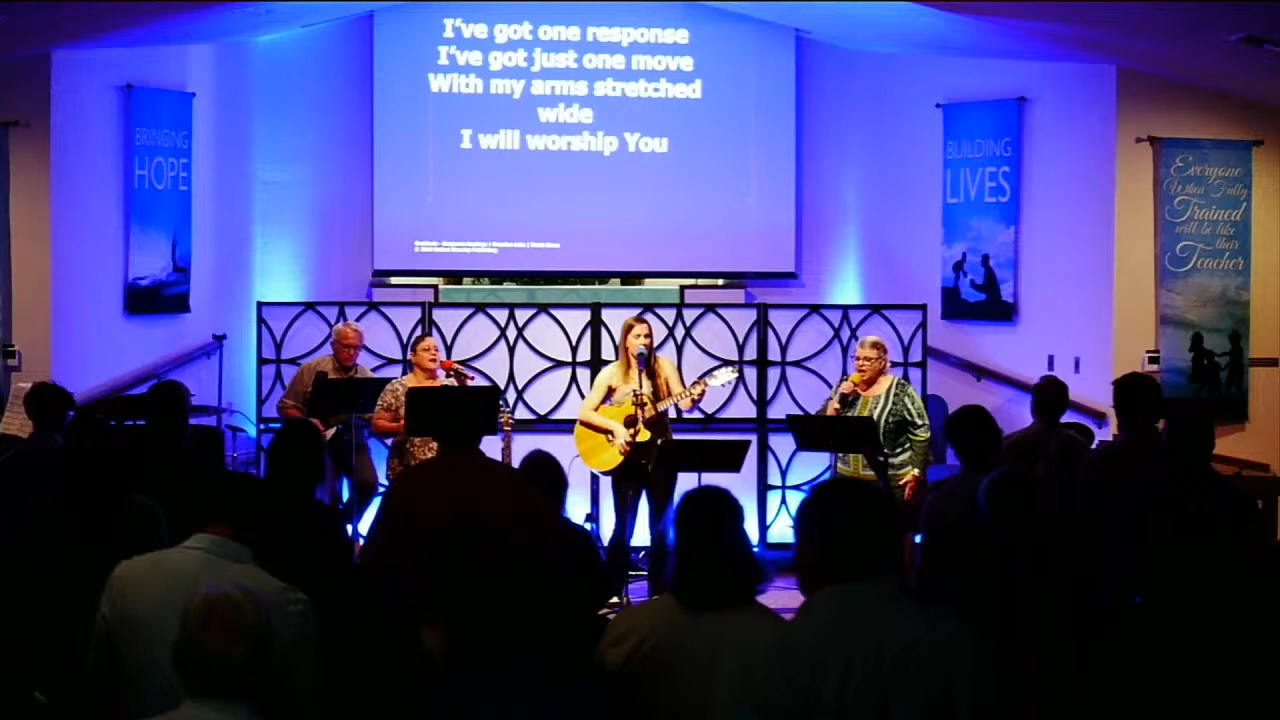 I've got one response
I've got just one move
With my arms stretched
wide
I will worship You
BRINGING
HOPE
BUILDING
LIVES
Everyone
When Fully
Trained
will be like
their
Teacher